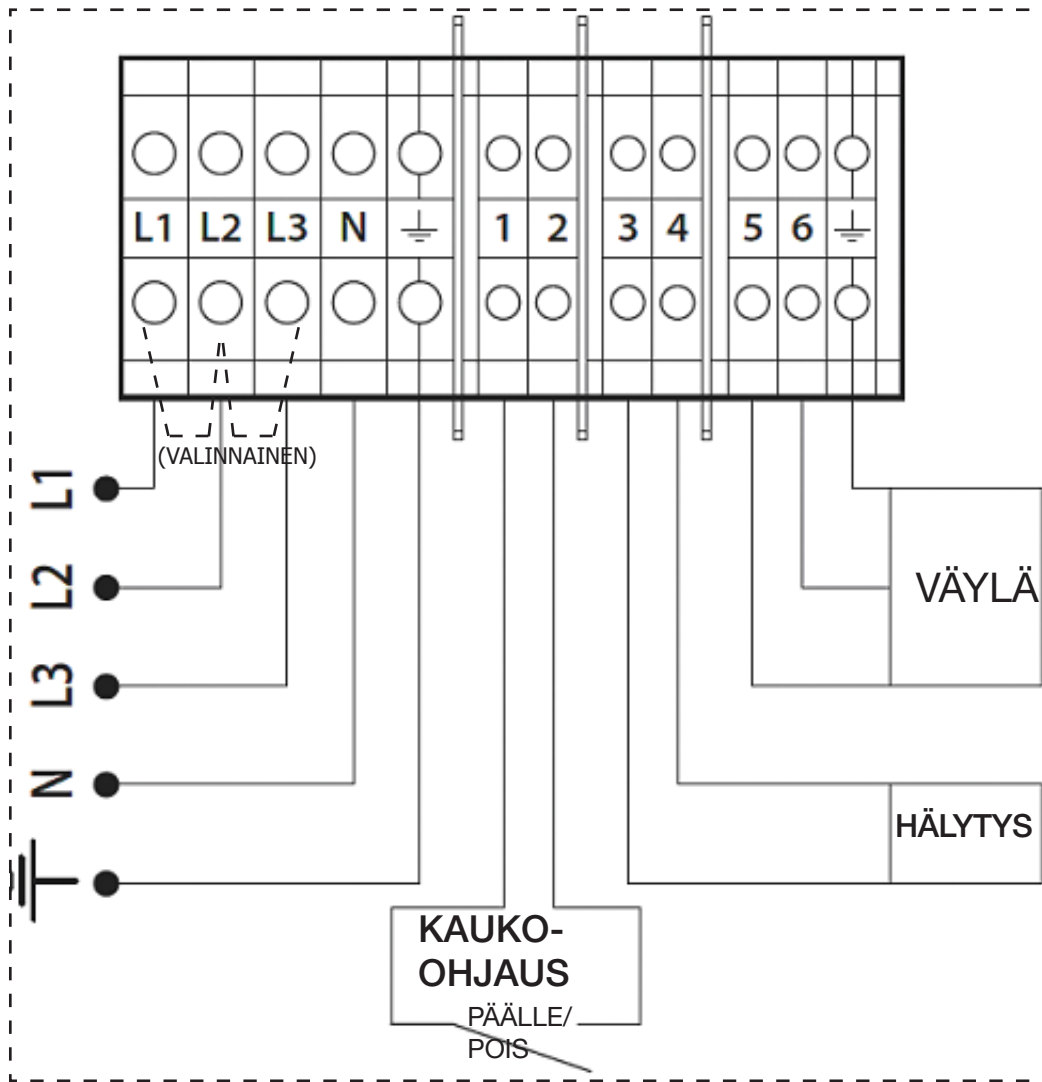 L1 L2 L3 N 1 2 3 4 5 6
(VALINNAINEN)
L1
L2
L3
N
VÄYLÄ
HÄLYTYS
KAUKO-
OHJAUS
PÄÄLLE/
POIS